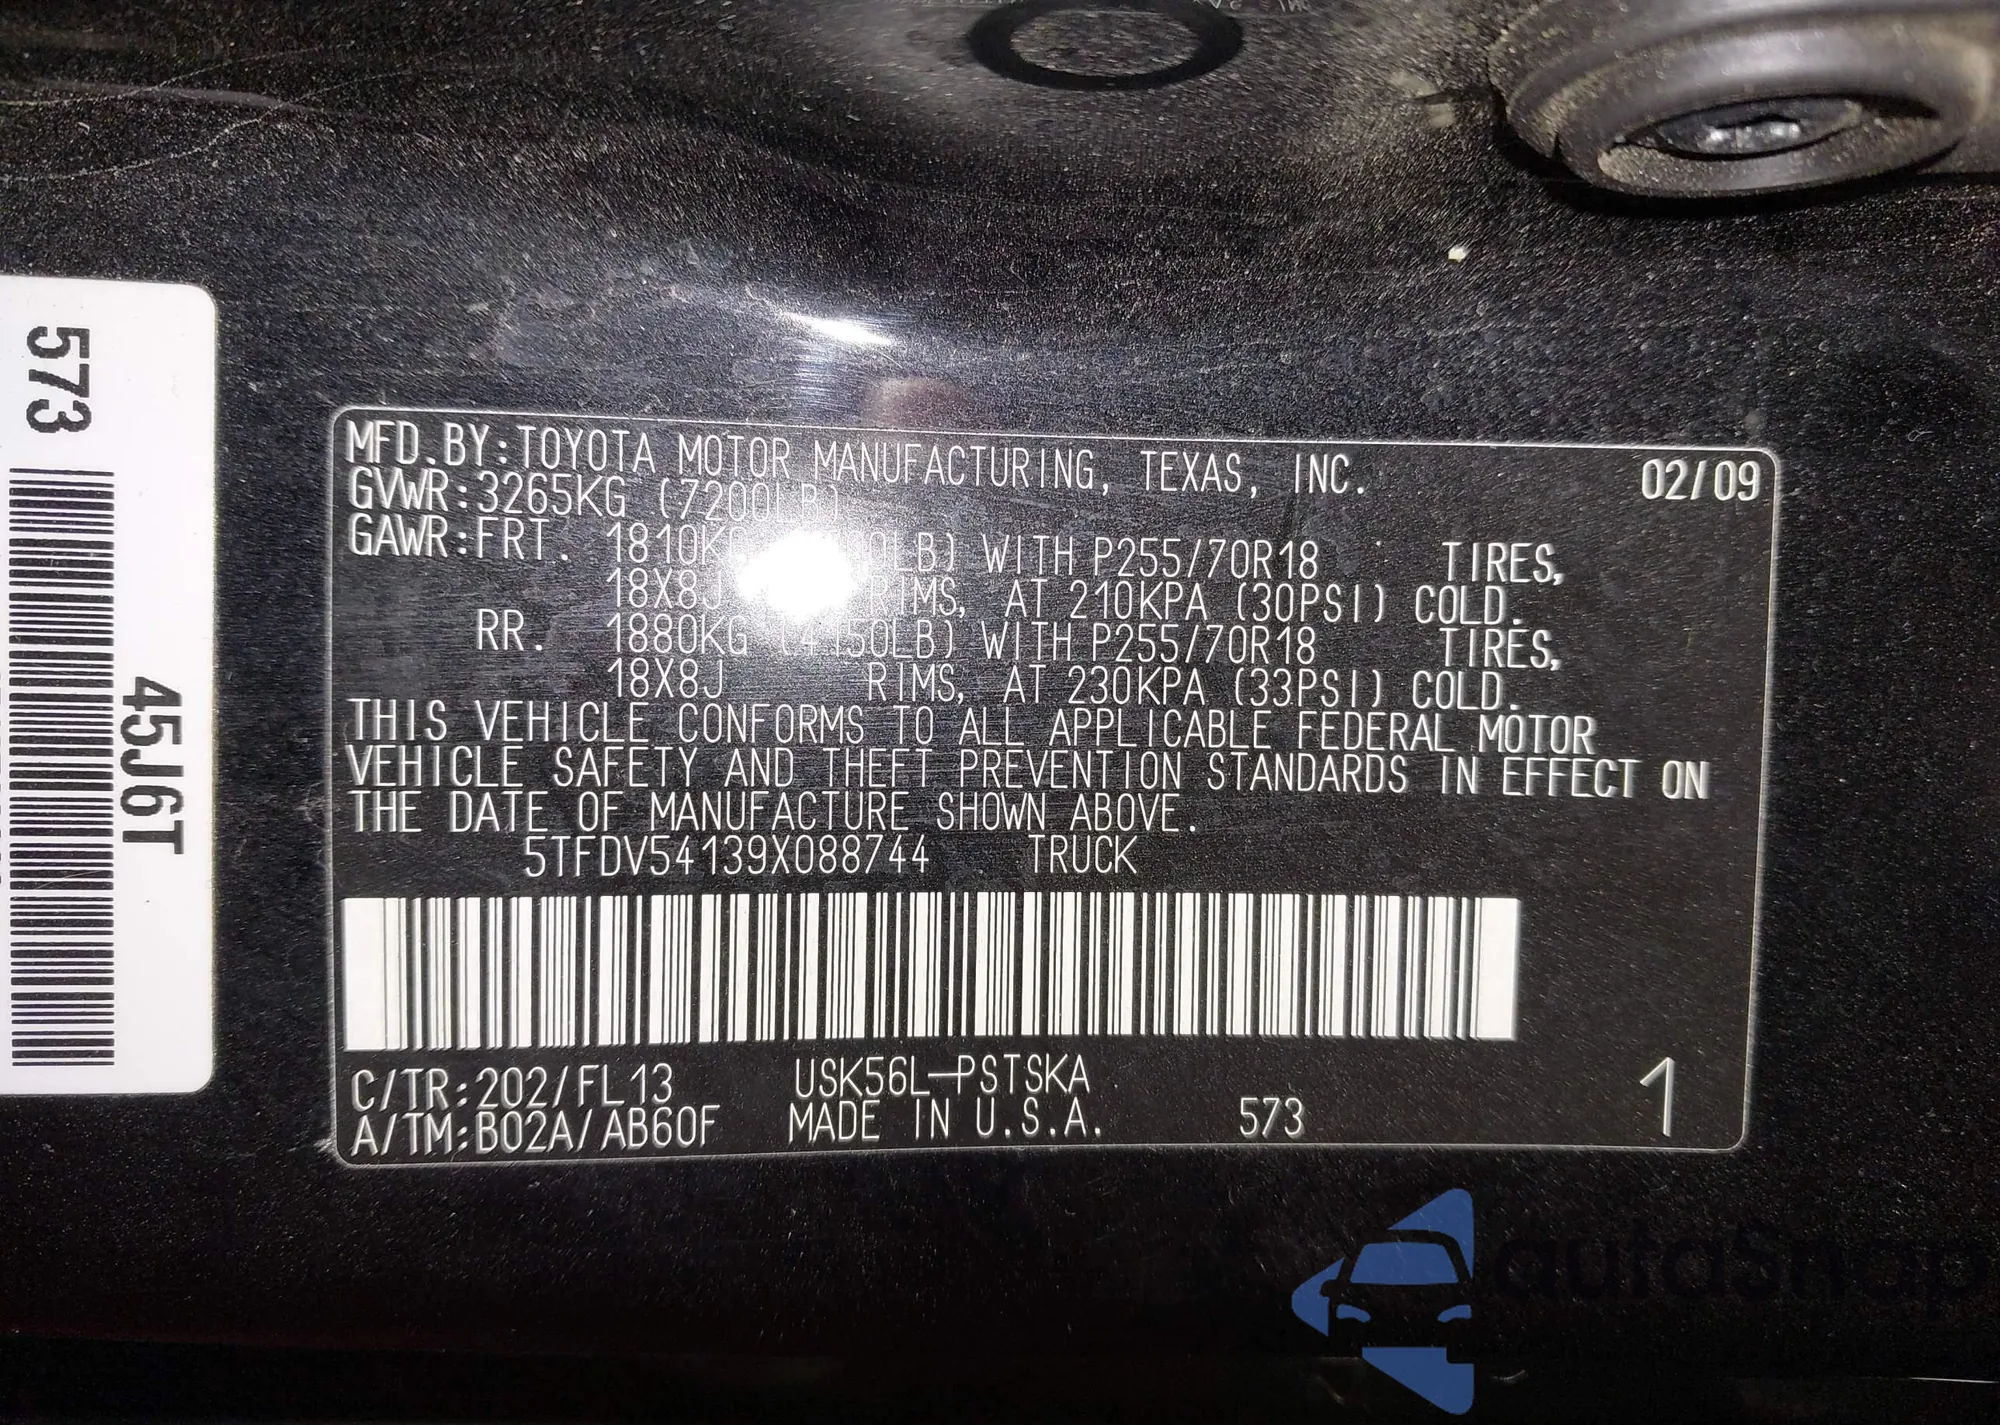 MFD.BY:TOYOTA MOTOR MANUFACTURING, TEXAS, INC. 02/09
GVWR:3265KG (7200LB)
GAWR:FRT. 1810KG WITH P255/70R18 TIRES,
18X8J RIMS, AT 210KPA (30PSI) COLD.
RR. 1880KG (4150LB) WITH P255/70R18 TIRES,
18X8J RIMS, AT 230KPA (33PSI) COLD.
THIS VEHICLE CONFORMS TO ALL APPLICABLE FEDERAL MOTOR
VEHICLE SAFETY AND THEFT PREVENTION STANDARDS IN EFFECT ON
THE DATE OF MANUFACTURE SHOWN ABOVE.
5TFDV54139X088744 TRUCK
C/TR:202/FL13 USK56L-PSTSKA
A/TM:B02A/AB60F MADE IN U.S.A. 573 1
573
45J6T
autasnap